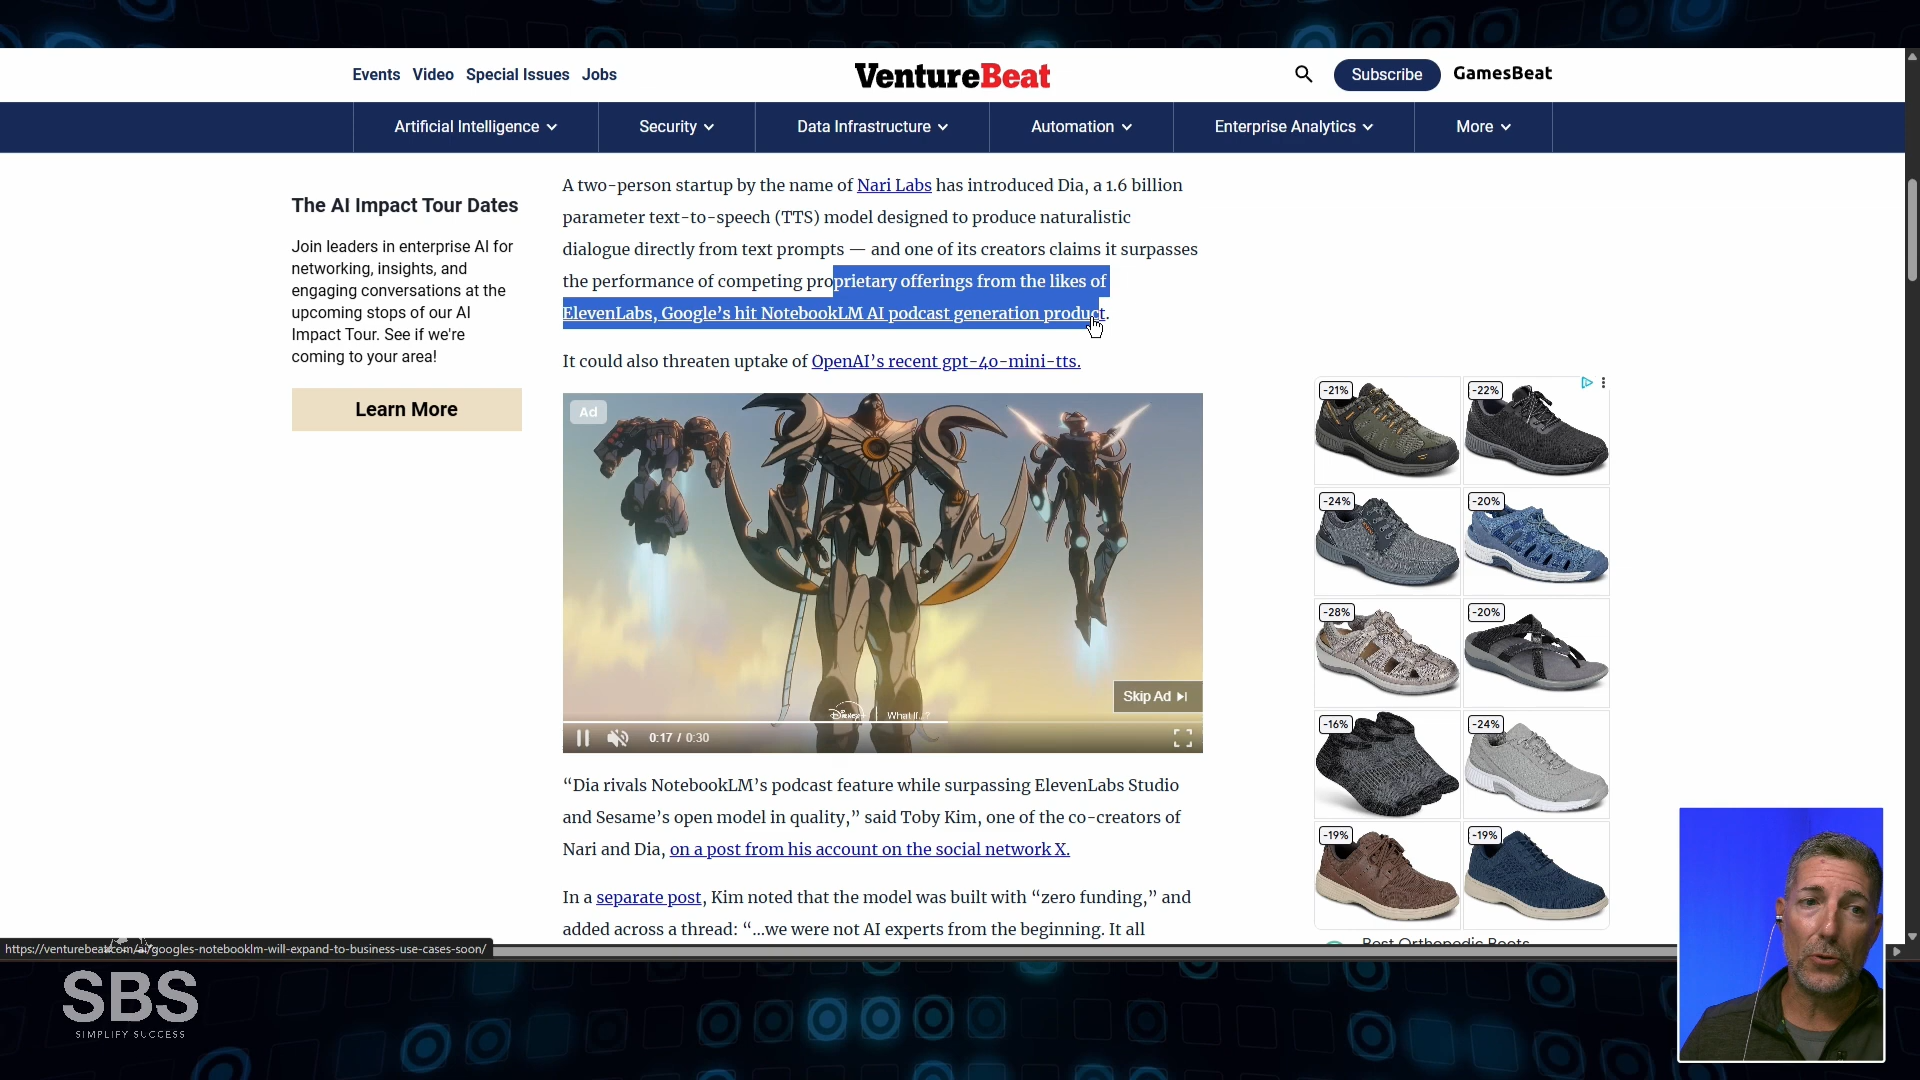 Events Video Special Issues Jobs
VentureBeat
Subscribe
GamesBeat
Artificial Intelligence
Security
Data Infrastructure
Automation
Enterprise Analytics
More
The AI Impact Tour Dates
Join leaders in enterprise AI for
networking, insights, and
engaging conversations at the
upcoming stops of our AI
Impact Tour. See if we're
coming to your area!
Learn More
A two-person startup by the name of Nari Labs has introduced Dia, a 1.6 billion
parameter text-to-speech (TTS) model designed to produce naturalistic
dialogue directly from text prompts — and one of its creators claims it surpasses
the performance of competing proprietary offerings from the likes of
ElevenLabs, Google’s hit NotebookLM AI podcast generation product.
It could also threaten uptake of OpenAI’s recent gpt-4o-mini-tts.
Ad
Skip Ad
Disney+ What If...?
0:17 / 0:30
“Dia rivals NotebookLM’s podcast feature while surpassing ElevenLabs Studio
and Sesame’s open model in quality,” said Toby Kim, one of the co-creators of
Nari and Dia, on a post from his account on the social network X.
In a separate post, Kim noted that the model was built with “zero funding,” and
added across a thread: “...we were not AI experts from the beginning. It all
-21%
-22%
-24%
-20%
-28%
-20%
-16%
-24%
-19%
-19%
Best Orthopedic Boots
https://venturebeat.com/ai/googles-notebooklm-will-expand-to-business-use-cases-soon/
SBS
SIMPLIFY SUCCESS